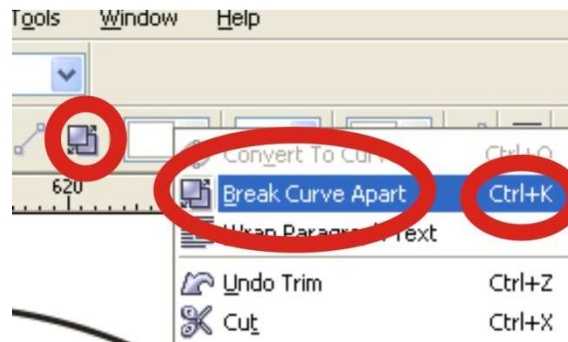 Tools Window Help
Convert To Curves Ctrl+Q
620
Break Curve Apart Ctrl+K
Wrap Paragraph Text
Undo Trim Ctrl+Z
Cut Ctrl+X